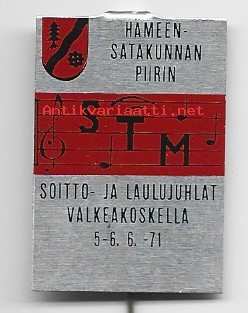 HÄMEEN-
SATAKUNNAN
PIIRIN
Antikvariaatti.net
STM
SOITTO- JA LAULUJUHLAT
VALKEAKOSKELLA
5-6. 6. -71